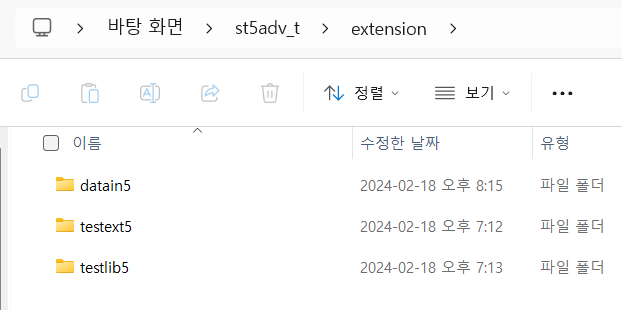 바탕 화면 > st5adv_t > extension >
정렬 보기 •••
이름 수정한 날짜 유형
datain5 2024-02-18 오후 8:15 파일 폴더
testext5 2024-02-18 오후 7:12 파일 폴더
testlib5 2024-02-18 오후 7:13 파일 폴더